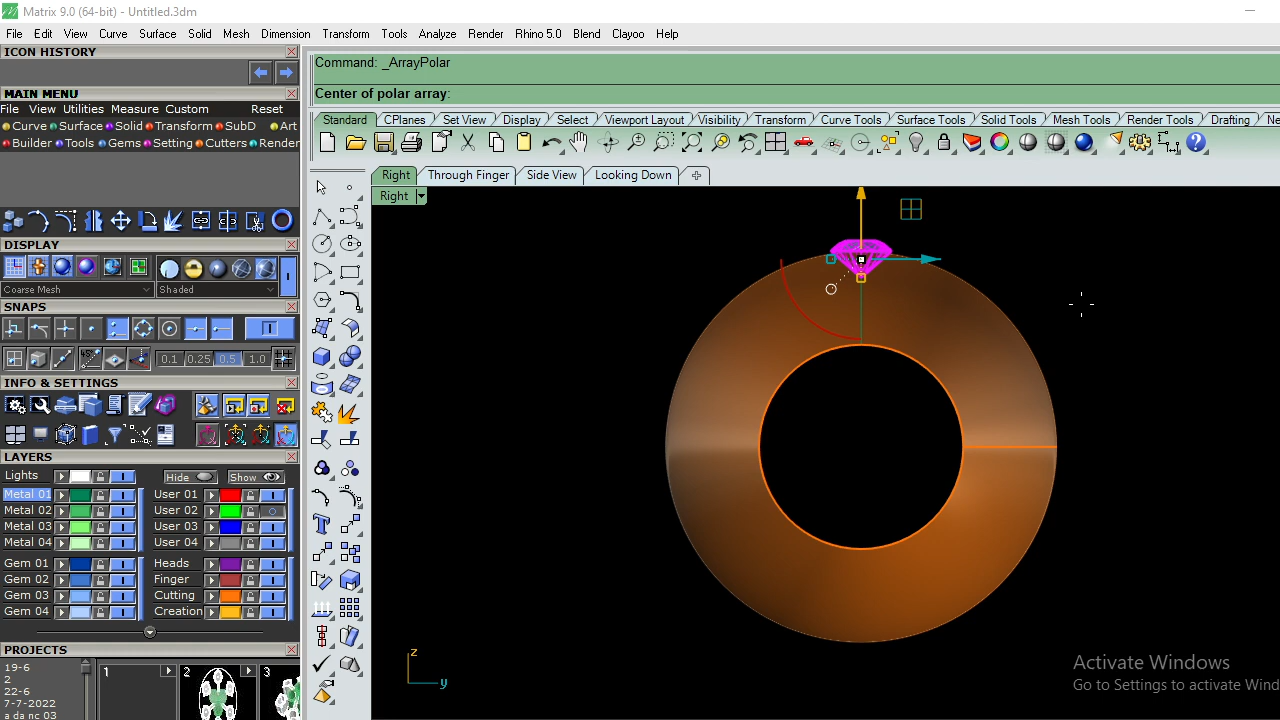 Matrix 9.0 (64-bit) - Untitled.3dm
File Edit View Curve Surface Solid Mesh Dimension Transform Tools Analyze Render Rhino 5.0 Blend Clayoo Help
ICON HISTORY
Command: _ArrayPolar
Center of polar array:
MAIN MENU
File View Utilities Measure Custom Reset
Curve Surface Solid Transform SubD Art
Builder Tools Gems Setting Cutters Render
Standard CPlanes Set View Display Select Viewport Layout Visibility Transform Curve Tools Surface Tools Solid Tools Mesh Tools Render Tools Drafting Ne
Right Through Finger Side View Looking Down
Right
DISPLAY
Coarse Mesh Shaded
SNAPS
0.1 0.25 0.5 1.0
INFO & SETTINGS
LAYERS
Lights Hide Show
Metal 01 User 01
Metal 02 User 02
Metal 03 User 03
Metal 04 User 04
Gem 01 Heads
Gem 02 Finger
Gem 03 Cutting
Gem 04 Creation
PROJECTS
19-6
2
22-6
7-7-2022
a da nc 03
1 2 3
z
y
Activate Windows
Go to Settings to activate Wind